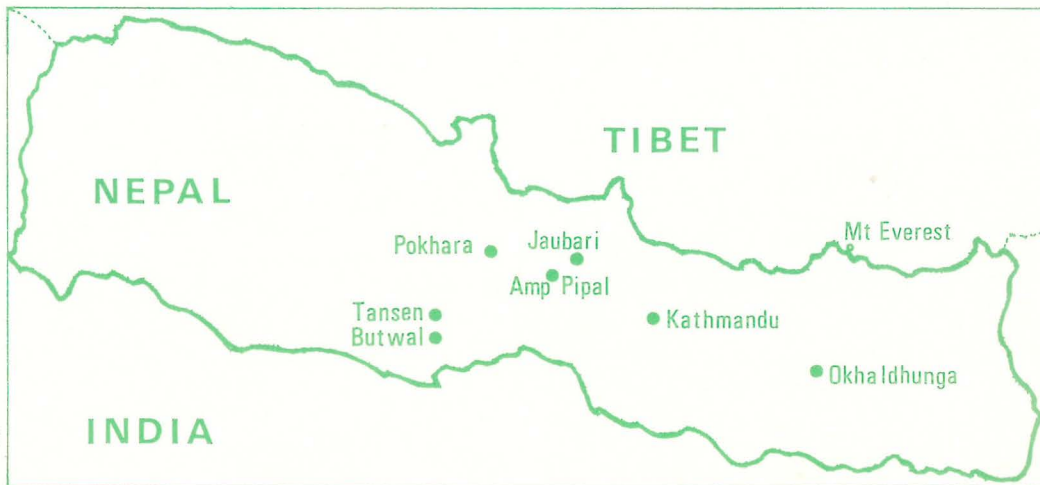 TIBET
NEPAL
Mt Everest
Jaubari
Pokhara
Amp Pipal
Tansen
Kathmandu
Butwal
Okhaldhunga
INDIA